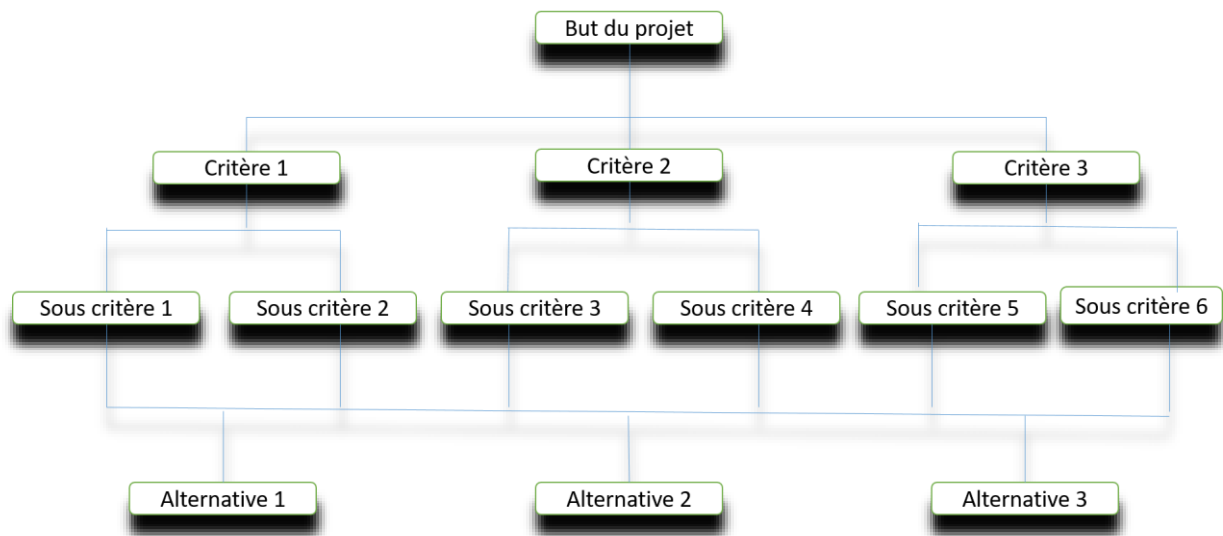 But du projet
Critère 1
Critère 2
Critère 3
Sous critère 1
Sous critère 2
Sous critère 3
Sous critère 4
Sous critère 5
Sous critère 6
Alternative 1
Alternative 2
Alternative 3